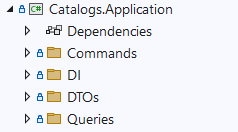 C# Catalogs.Application
Dependencies
Commands
DI
DTOs
Queries